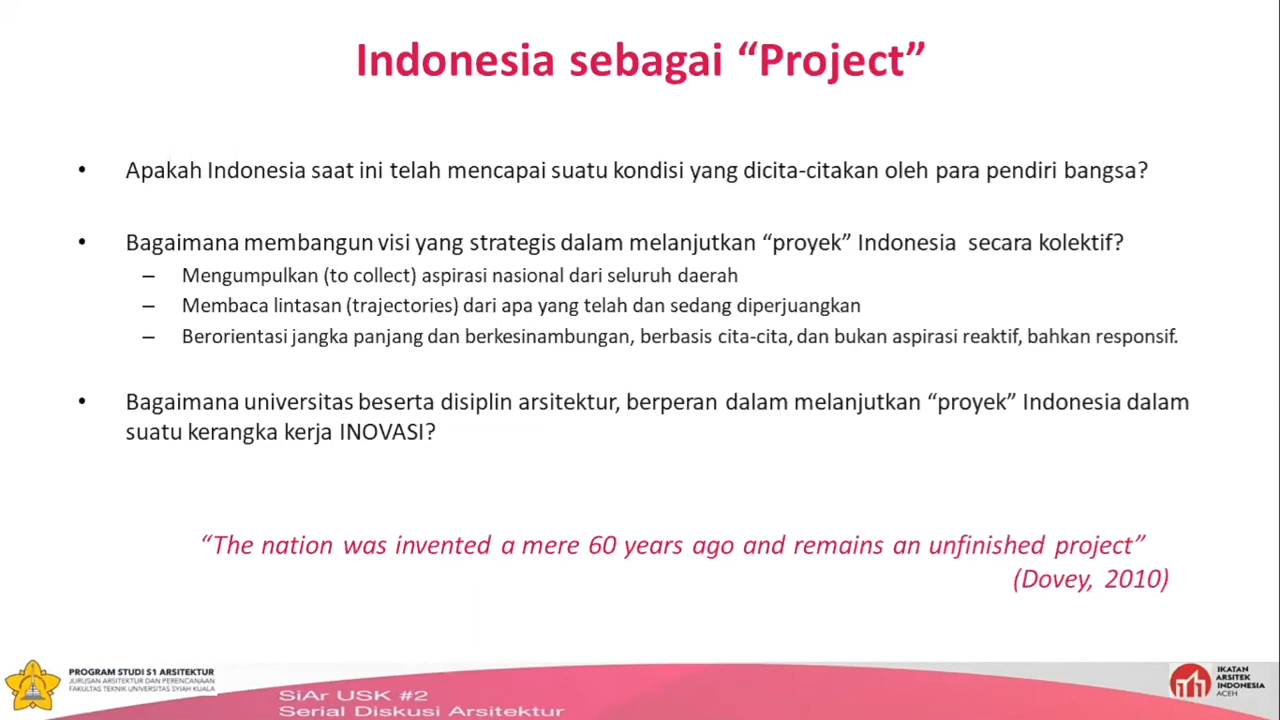 Indonesia sebagai “Project”
• Apakah Indonesia saat ini telah mencapai suatu kondisi yang dicita-citakan oleh para pendiri bangsa?
• Bagaimana membangun visi yang strategis dalam melanjutkan “proyek” Indonesia secara kolektif?
– Mengumpulkan (to collect) aspirasi nasional dari seluruh daerah
– Membaca lintasan (trajectories) dari apa yang telah dan sedang diperjuangkan
– Berorientasi jangka panjang dan berkesinambungan, berbasis cita-cita, dan bukan aspirasi reaktif, bahkan responsif.
• Bagaimana universitas beserta disiplin arsitektur, berperan dalam melanjutkan “proyek” Indonesia dalam
suatu kerangka kerja INOVASI?
“The nation was invented a mere 60 years ago and remains an unfinished project”
(Dovey, 2010)
PROGRAM STUDI S1 ARSITEKTUR
JURUSAN ARSITEKTUR DAN PERENCANAAN
FAKULTAS TEKNIK UNIVERSITAS SYIAH KUALA
SiAr USK #2
Serial Diskusi Arsitektur
IKATAN
ARSITEK
INDONESIA
ACEH